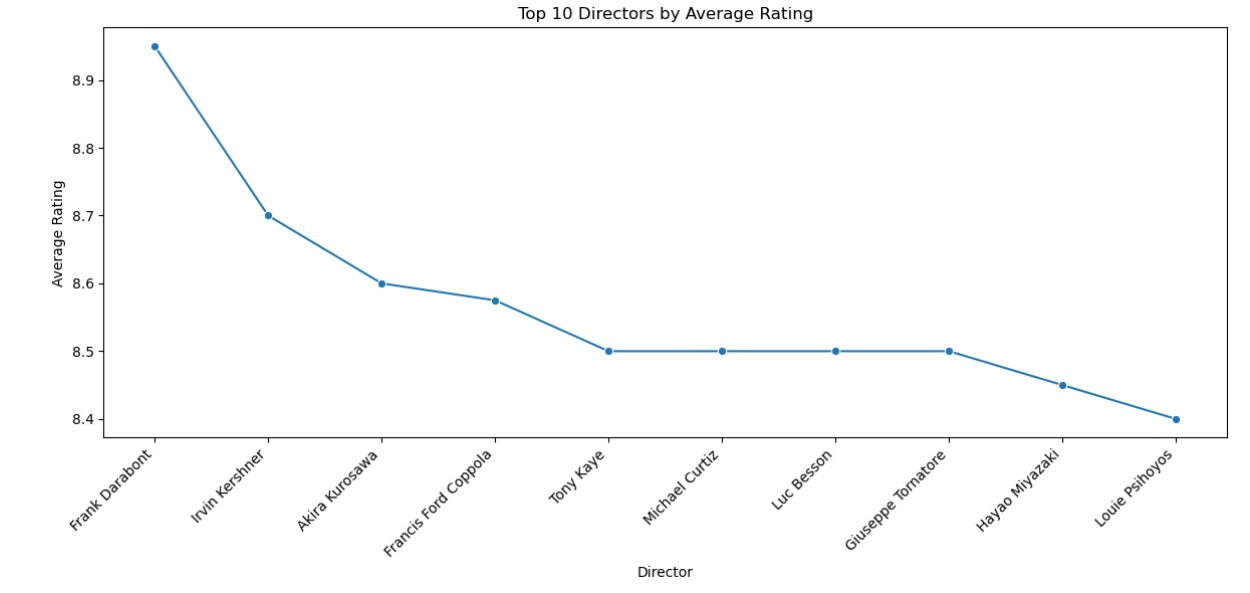 Top 10 Directors by Average Rating
Average Rating
8.9
8.8
8.7
8.6
8.5
8.4
Frank Darabont
Irvin Kershner
Akira Kurosawa
Francis Ford Coppola
Tony Kaye
Michael Curtiz
Luc Besson
Giuseppe Tornatore
Hayao Miyazaki
Louie Psihoyos
Director